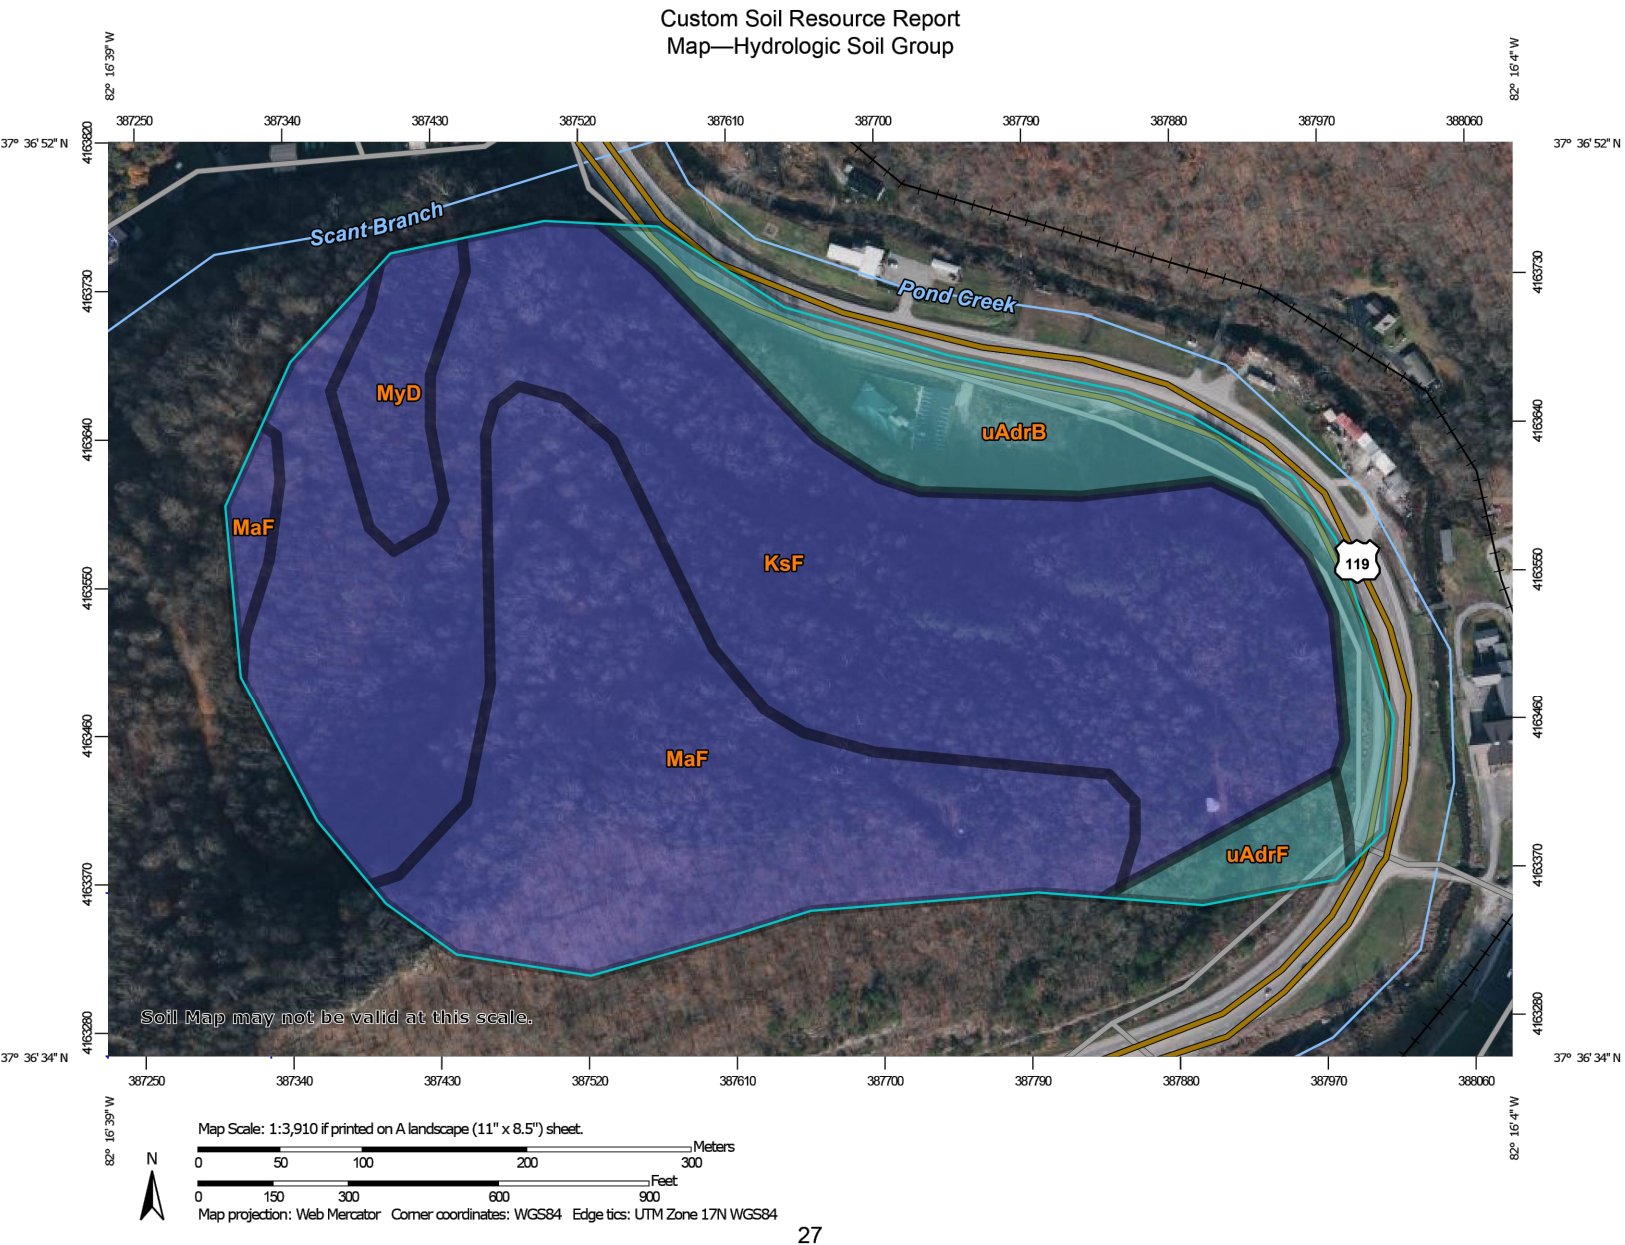 Custom Soil Resource Report
Map—Hydrologic Soil Group
82° 16' 39'' W
82° 16' 4'' W
387250 387340 387430 387520 387610 387700 387790 387880 387970 388060
37° 36' 52'' N
37° 36' 52'' N
4163820
4163730
4163640
4163550
4163460
4163370
4163280
4163730
4163640
4163550
4163460
4163370
4163280
Scant Branch
Pond Creek
MyD
uAdrB
MaF
KsF
119
MaF
uAdrF
Soil Map may not be valid at this scale.
37° 36' 34'' N
37° 36' 34'' N
387250 387340 387430 387520 387610 387700 387790 387880 387970 388060
82° 16' 39'' W
82° 16' 4'' W
N
Map Scale: 1:3,910 if printed on A landscape (11" x 8.5") sheet.
Meters
0 50 100 200 300
Feet
0 150 300 600 900
Map projection: Web Mercator Corner coordinates: WGS84 Edge tics: UTM Zone 17N WGS84
27